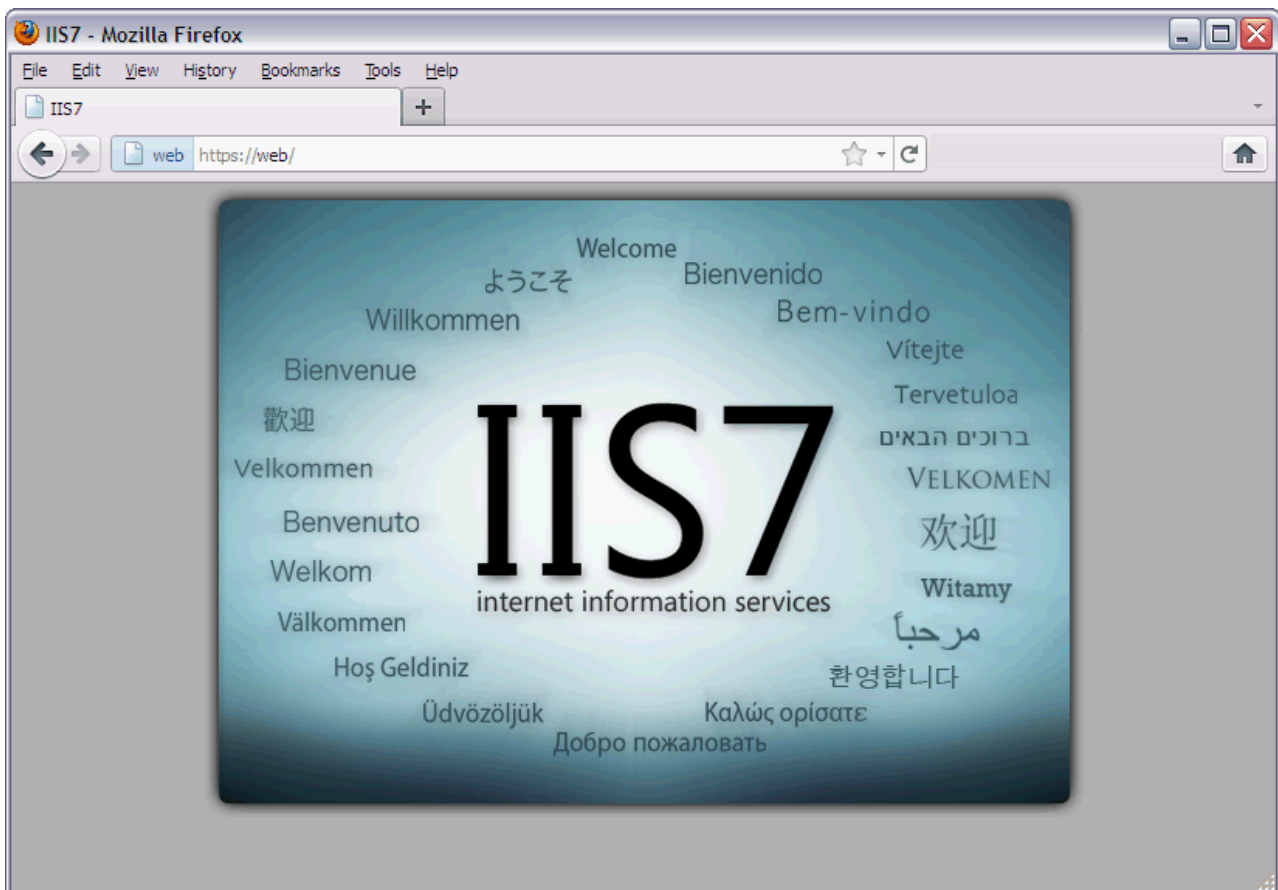 IIS7 - Mozilla Firefox
File Edit View History Bookmarks Tools Help
IIS7
web https://web/
Welcome
ようこそ
Bienvenido
Willkommen
Bem-vindo
Vítejte
Bienvenue
Tervetuloa
歡迎
ברוכים הבאים
Velkommen
VELKOMEN
Benvenuto
欢迎
Welkom
Witamy
IIS7
internet information services
Välkommen
مرحباً
Hoş Geldiniz
환영합니다
Üdvözöljük
Καλώς ορίσατε
Добро пожаловать